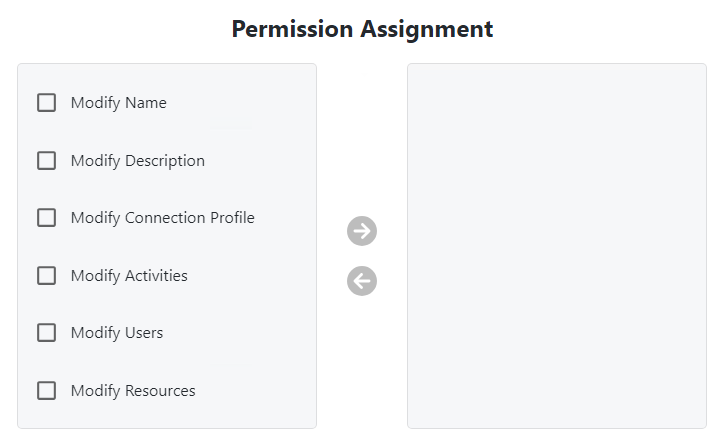 Permission Assignment
Modify Name
Modify Description
Modify Connection Profile
Modify Activities
Modify Users
Modify Resources